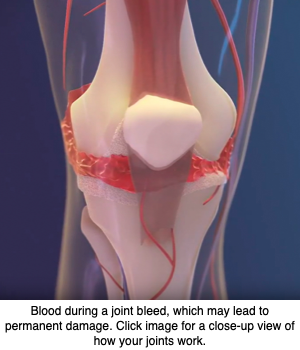 Blood during a joint bleed, which may lead to
permanent damage. Click image for a close-up view of
how your joints work.